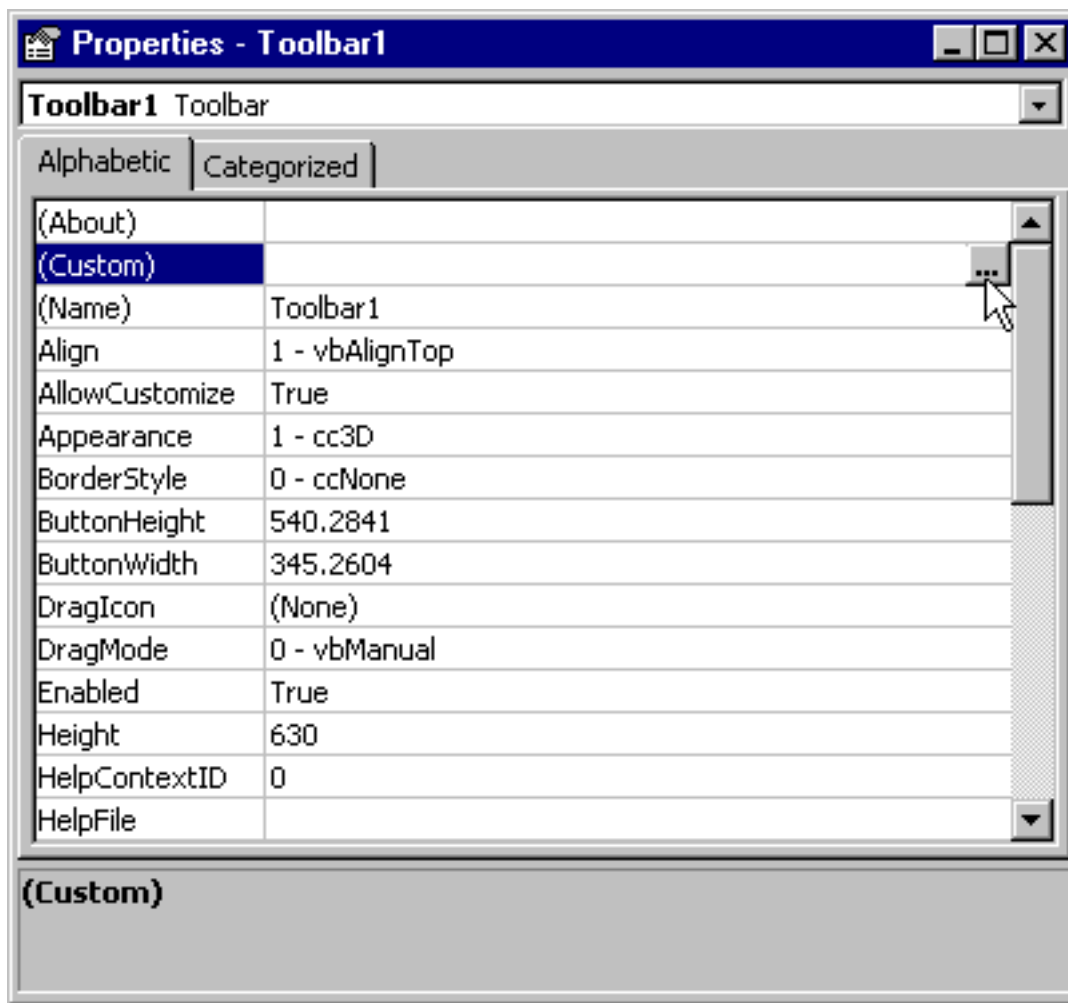 Properties - Toolbar1
Toolbar1 Toolbar
Alphabetic Categorized
(About)
(Custom) ...
(Name) Toolbar1
Align 1 - vbAlignTop
AllowCustomize True
Appearance 1 - cc3D
BorderStyle 0 - ccNone
ButtonHeight 540.2841
ButtonWidth 345.2604
DragIcon (None)
DragMode 0 - vbManual
Enabled True
Height 630
HelpContextID 0
HelpFile
(Custom)